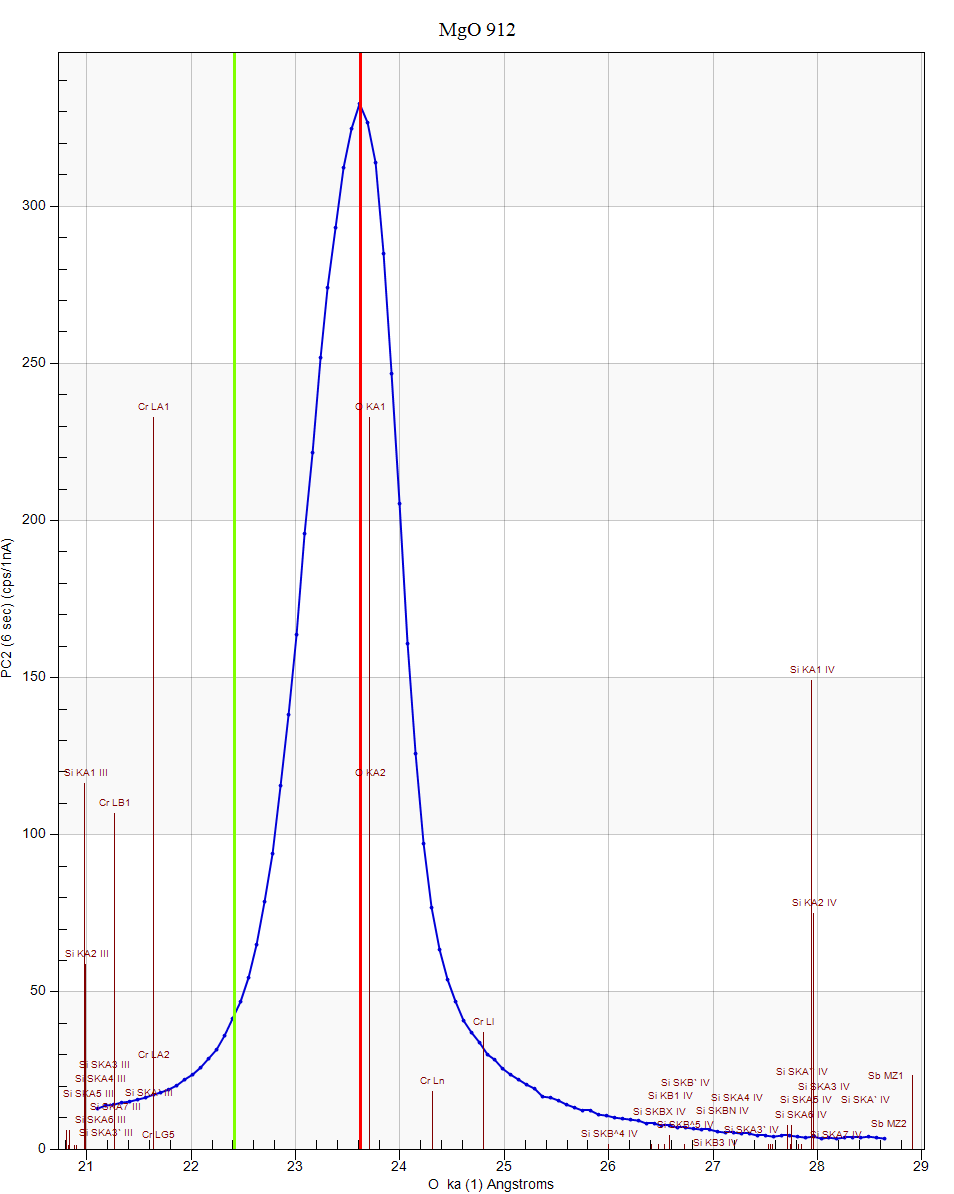 MgO 912
300
250
Cr LA1
O KA1
200
PC2 (6 sec) (cps/1nA)
150
Si KA1 IV
Si KA1 III
O KA2
Cr LB1
100
Si KA2 IV
Si KA2 III
50
Cr Ll
Cr LA2
Si SKA3 III
Si SKA4 III
Cr Ln
Si SKB` IV
Si SKA" IV
Sb MZ1
Si SKA5 III
Si SKA` III
Si KB1 IV
Si SKA4 IV
Si SKA3 IV
Si SKA7 III
Si SKA5 IV
Si SKA` IV
Si SKA6 III
Si SKBX IV
Si SKBN IV
Si SKA6 IV
Si SKA3` III
Cr LG5
Si SKB^4 IV
Si SKB^5 IV
Si SKA3` IV
Sb MZ2
Si KB3 IV
Si SKA7 IV
0
21 22 23 24 25 26 27 28 29
O ka (1) Angstroms